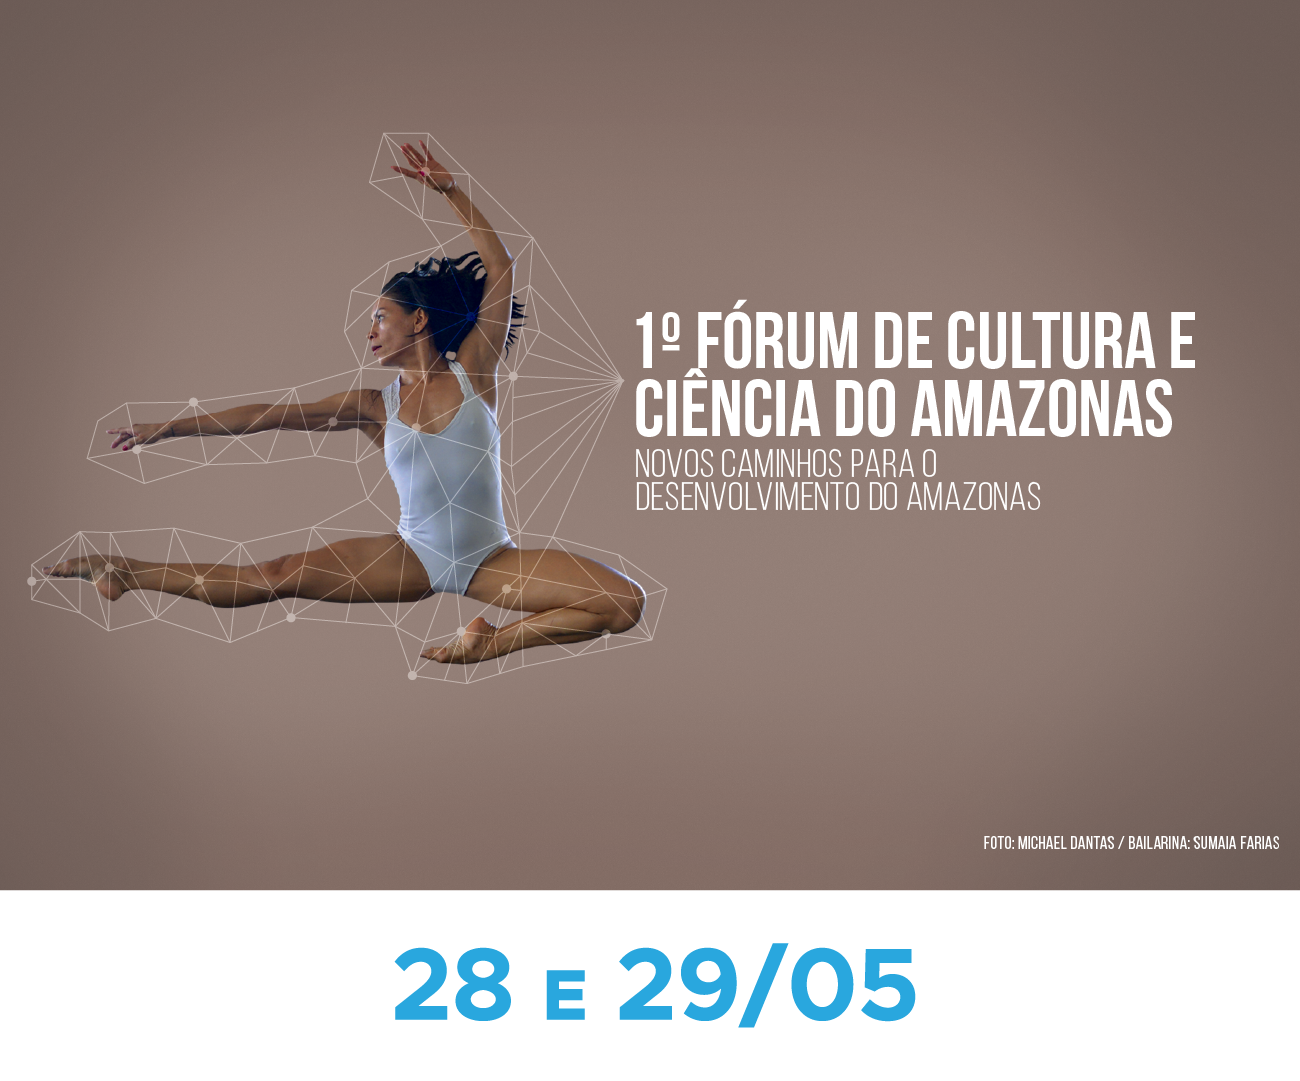 1º FÓRUM DE CULTURA E
CIÊNCIA DO AMAZONAS
NOVOS CAMINHOS PARA O
DESENVOLVIMENTO DO AMAZONAS
FOTO: MICHAEL DANTAS / BAILARINA: SUMAIA FARIAS
28 E 29/05